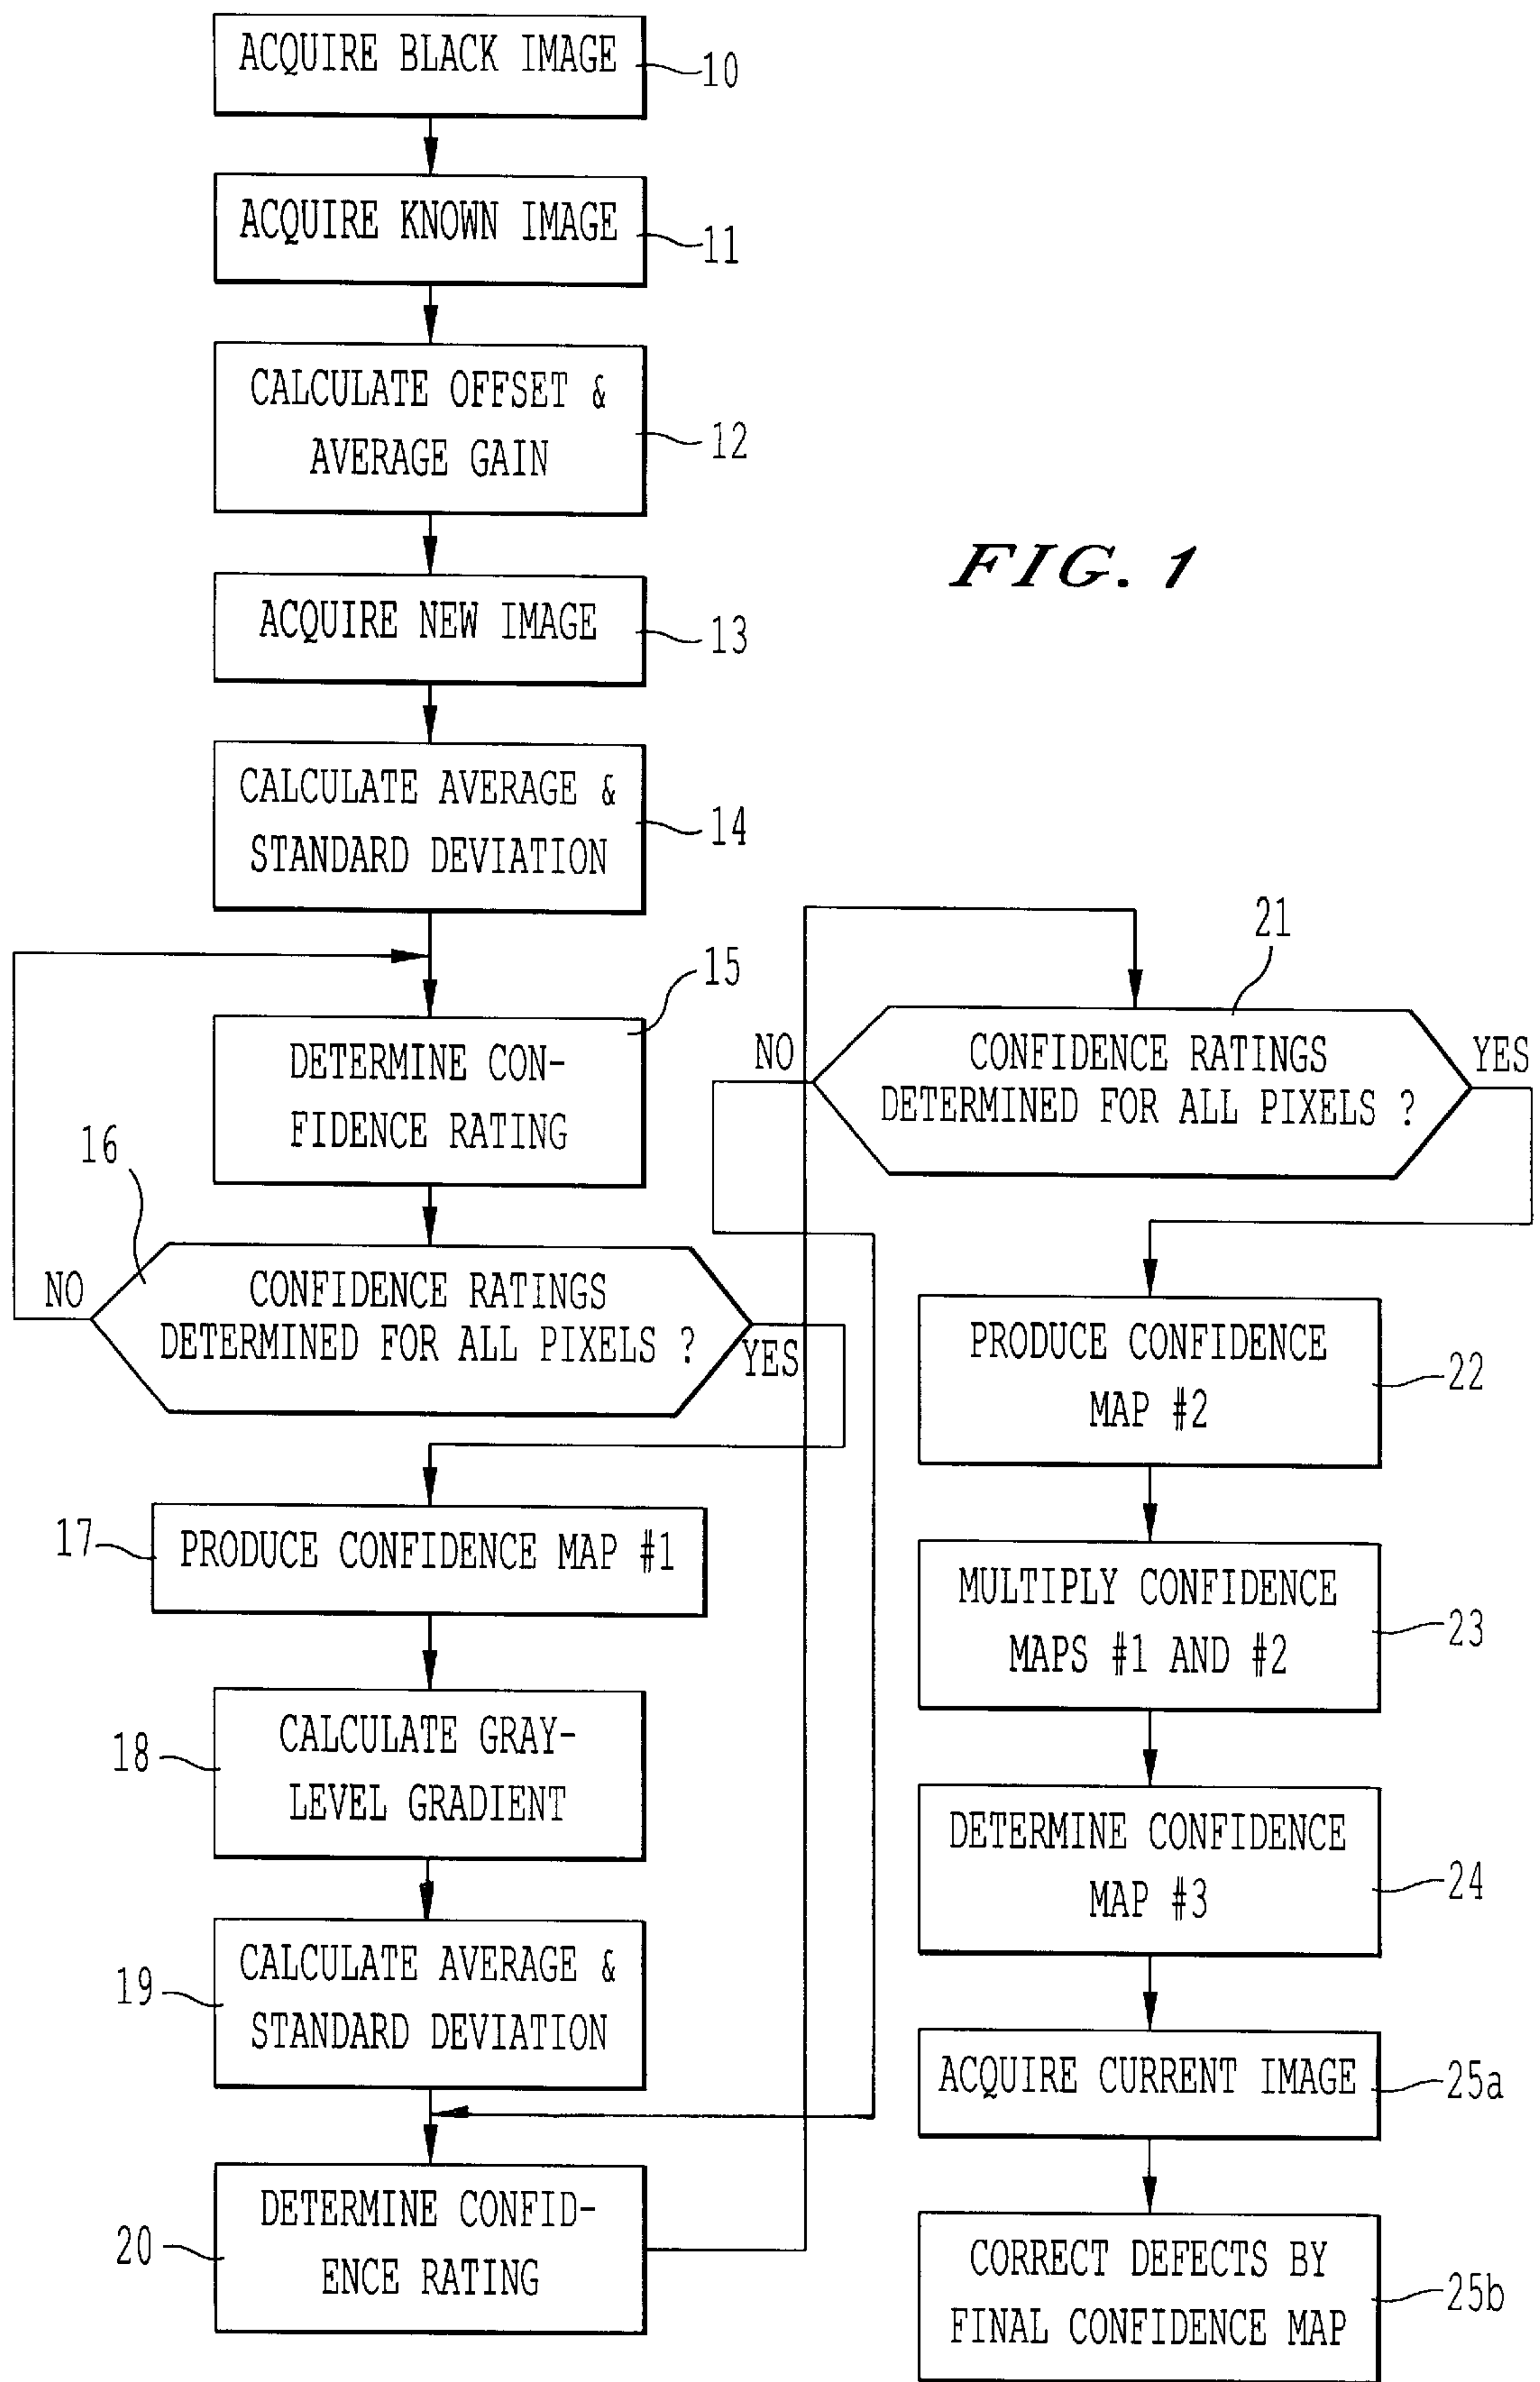 ACQUIRE BLACK IMAGE
10
ACQUIRE KNOWN IMAGE
11
CALCULATE OFFSET &
AVERAGE GAIN
12
FIG. 1
ACQUIRE NEW IMAGE
13
CALCULATE AVERAGE &
STANDARD DEVIATION
14
15
DETERMINE CON-
FIDENCE RATING
16
NO
CONFIDENCE RATINGS
DETERMINED FOR ALL PIXELS ?
YES
17
PRODUCE CONFIDENCE MAP #1
18
CALCULATE GRAY-
LEVEL GRADIENT
19
CALCULATE AVERAGE &
STANDARD DEVIATION
20
DETERMINE CONFID-
ENCE RATING
21
NO
CONFIDENCE RATINGS
DETERMINED FOR ALL PIXELS ?
YES
PRODUCE CONFIDENCE
MAP #2
22
MULTIPLY CONFIDENCE
MAPS #1 AND #2
23
DETERMINE CONFIDENCE
MAP #3
24
ACQUIRE CURRENT IMAGE
25a
CORRECT DEFECTS BY
FINAL CONFIDENCE MAP
25b